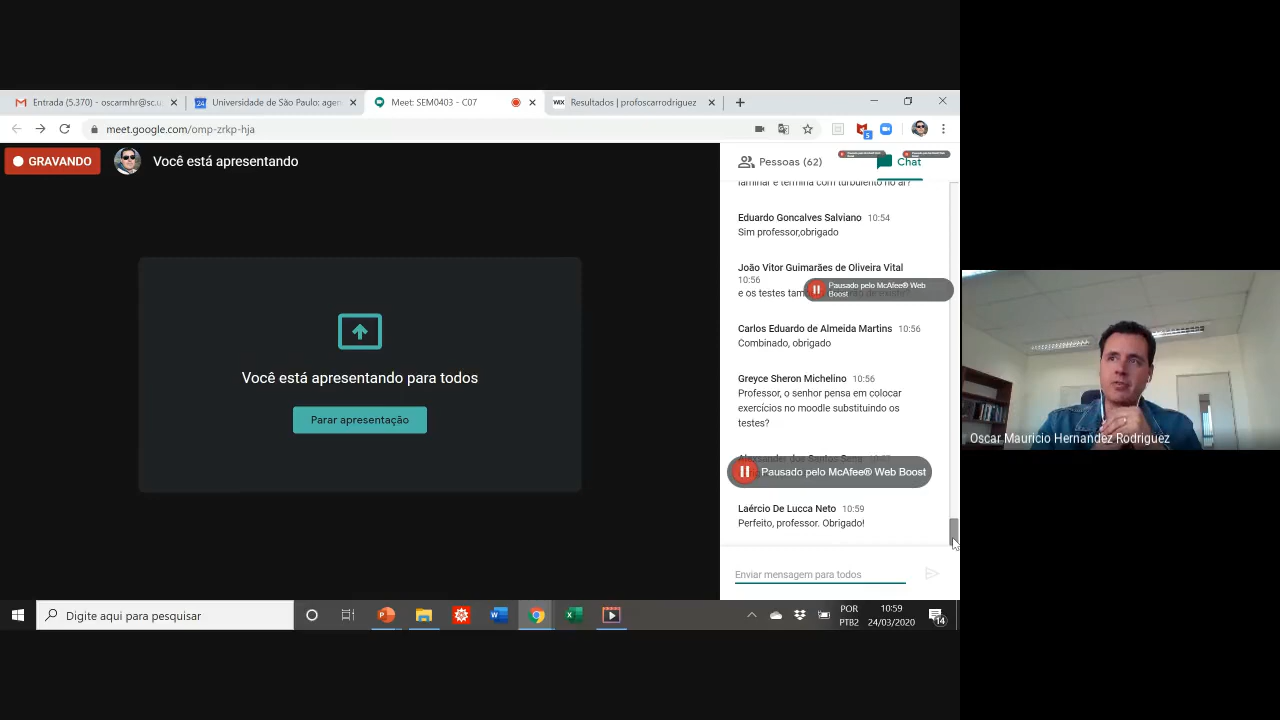 Entrada (5.370) - oscarmhr@sc.u
Universidade de São Paulo: agen
Meet: SEM0403 - C07
WIX Resultados | profoscarrodriguez
meet.google.com/omp-zrkp-hja
5
GRAVANDO
Você está apresentando
Pessoas (62)
Chat
laminar e termina com turbulento no ar?
Eduardo Goncalves Salviano 10:54
Sim professor,obrigado
João Vitor Guimarães de Oliveira Vital
10:56
e os testes
Pausado pelo McAfee® Web
Boost
Carlos Eduardo de Almeida Martins 10:56
Combinado, obrigado
Greyce Sheron Michelino 10:56
Professor, o senhor pensa em colocar
exercícios no moodle substituindo os
testes?
Pausado pelo McAfee® Web Boost
Laércio De Lucca Neto 10:59
Perfeito, professor. Obrigado!
Enviar mensagem para todos
Você está apresentando para todos
Parar apresentação
Oscar Mauricio Hernandez Rodriguez
Digite aqui para pesquisar
POR
PTB2
10:59
24/03/2020
14